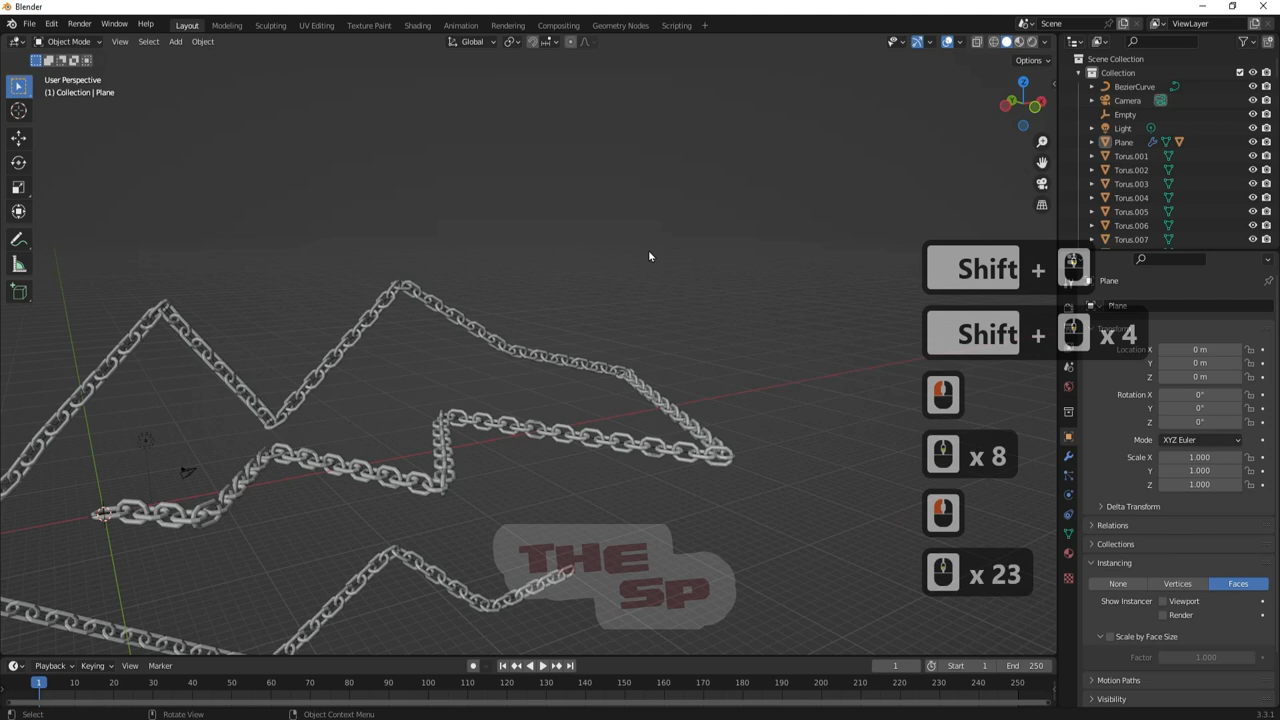 Blender
File Edit Render Window Help Layout Modeling Sculpting UV Editing Texture Paint Shading Animation Rendering Compositing Geometry Nodes Scripting + Scene ViewLayer
Object Mode View Select Add Object Global
Options
User Perspective
(1) Collection | Plane
Z
Y
X
Scene Collection
Collection
BezierCurve
Camera
Empty
Light
Plane
Torus.001
Torus.002
Torus.003
Torus.004
Torus.005
Torus.006
Torus.007
Shift +
Shift + x 4
x 8
x 23
THE
SP
Plane
Plane
Transform
Location X 0 m
Y 0 m
Z 0 m
Rotation X 0°
Y 0°
Z 0°
Mode XYZ Euler
Scale X 1.000
Y 1.000
Z 1.000
Delta Transform
Relations
Collections
Instancing
None Vertices Faces
Show Instancer Viewport
Render
Scale by Face Size
Factor 1.000
Motion Paths
Visibility
Playback Keying View Marker 1 Start 1 End 250
1 10 20 30 40 50 60 70 80 90 100 110 120 130 140 150 160 170 180 190 200 210 220 230 240 250
Select Rotate View Object Context Menu 3.3.1